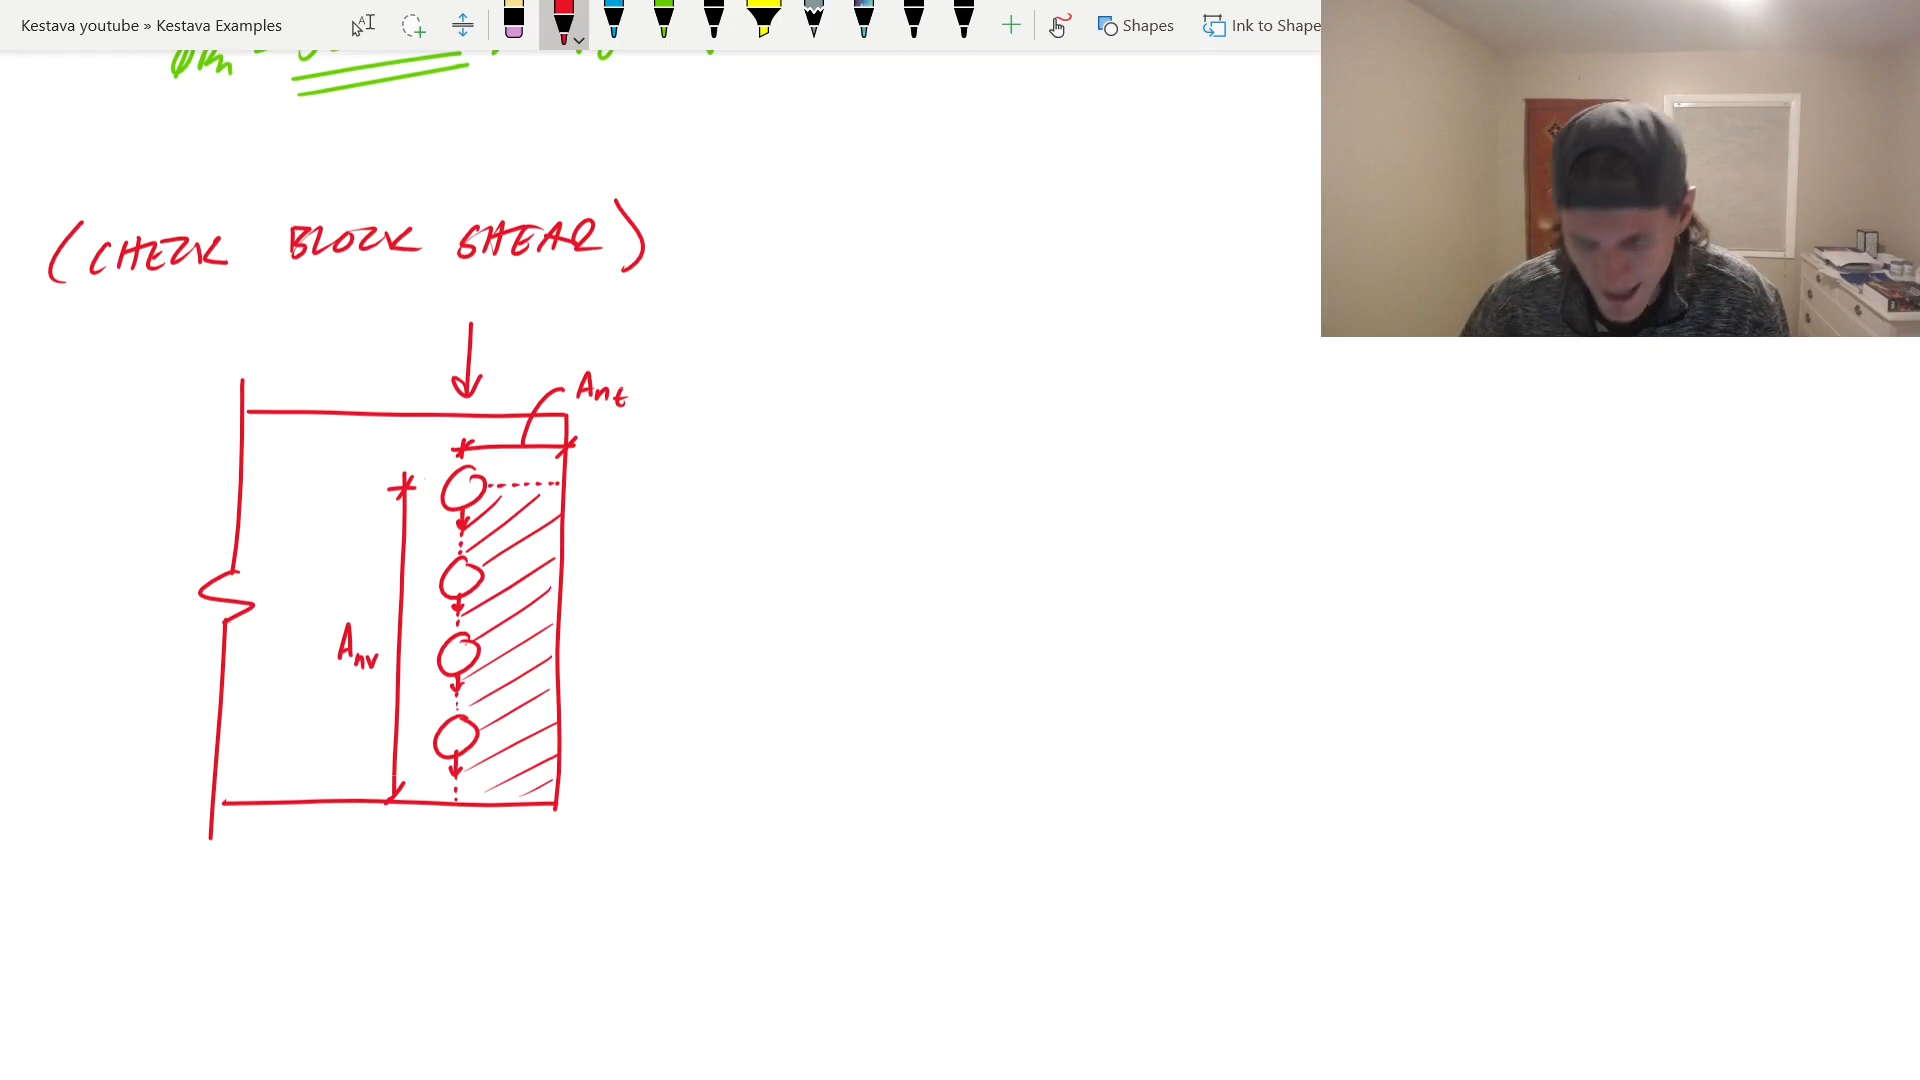 Kestava youtube » Kestava Examples
Shapes
Ink to Shape
(CHECK BLOCK SHEAR)
Ant
Anv